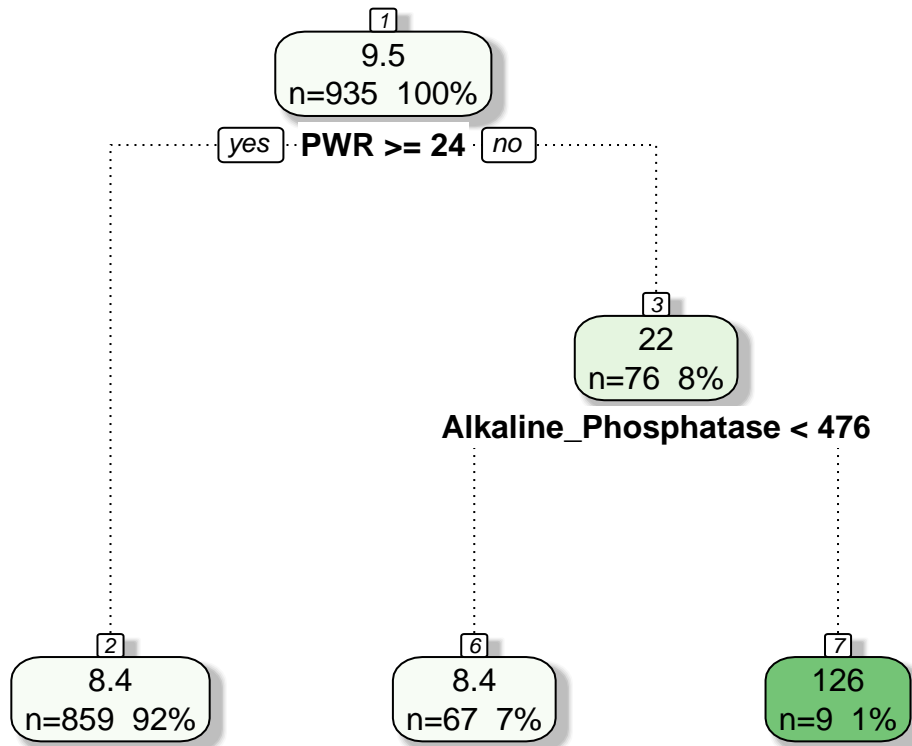 1
9.5
n=935 100%
yes PWR >= 24 no
3
22
n=76 8%
Alkaline_Phosphatase < 476
2 6 7
8.4 8.4 126
n=859 92% n=67 7% n=9 1%